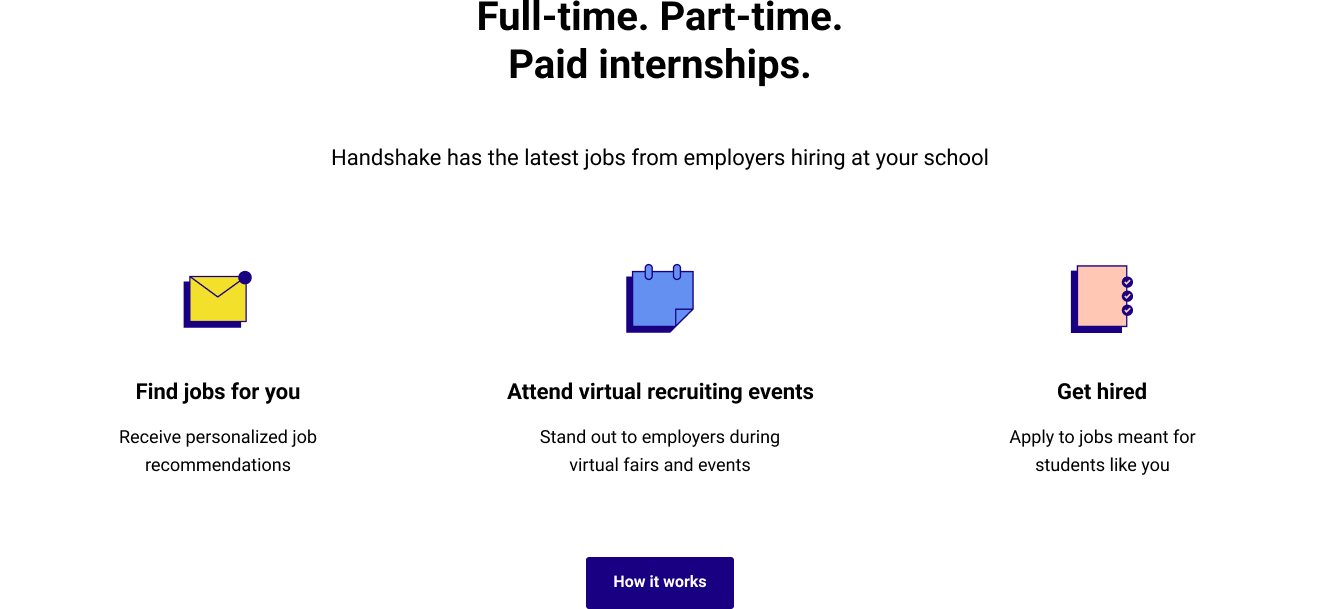 Full-time. Part-time.
Paid internships.
Handshake has the latest jobs from employers hiring at your school
Find jobs for you
Receive personalized job
recommendations
Attend virtual recruiting events
Stand out to employers during
virtual fairs and events
Get hired
Apply to jobs meant for
students like you
How it works